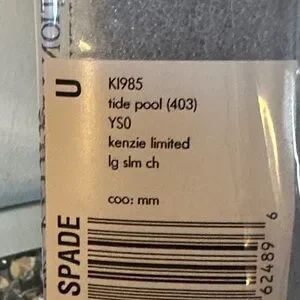 U
KI985
tide pool (403)
YS0
kenzie limited
lg slm ch
coo: mm
SPADE
62489 6